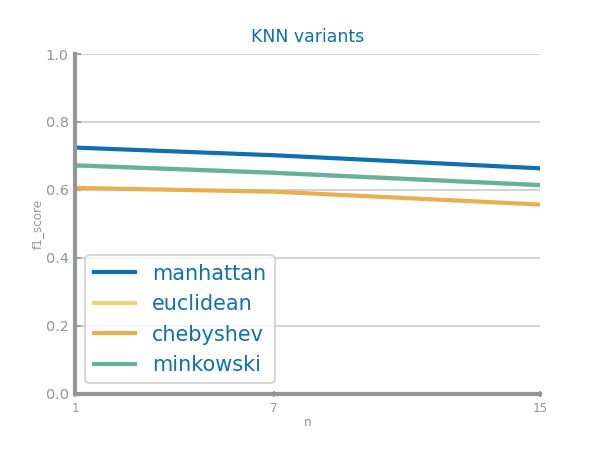 KNN variants
1.0
0.8
0.6
0.4
0.2
0.0
f1_score
manhattan
euclidean
chebyshev
minkowski
1 7 15
n